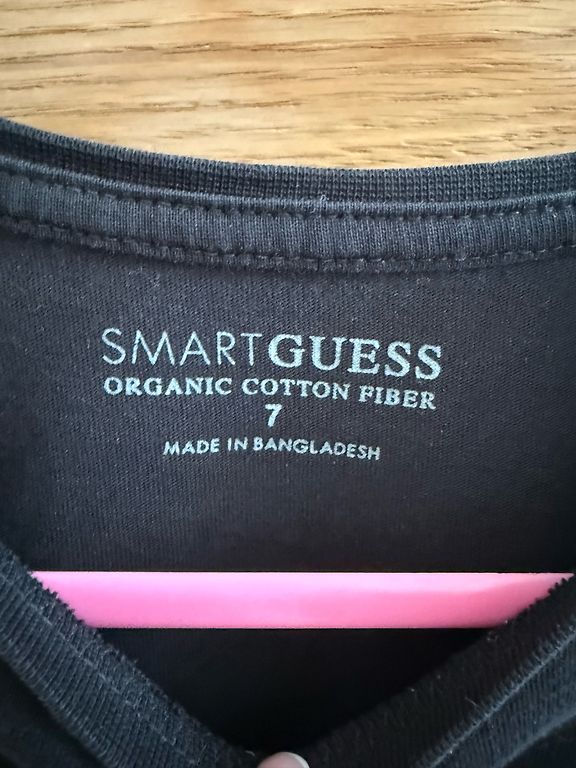 SMARTGUESS
ORGANIC COTTON FIBER
7
MADE IN BANGLADESH